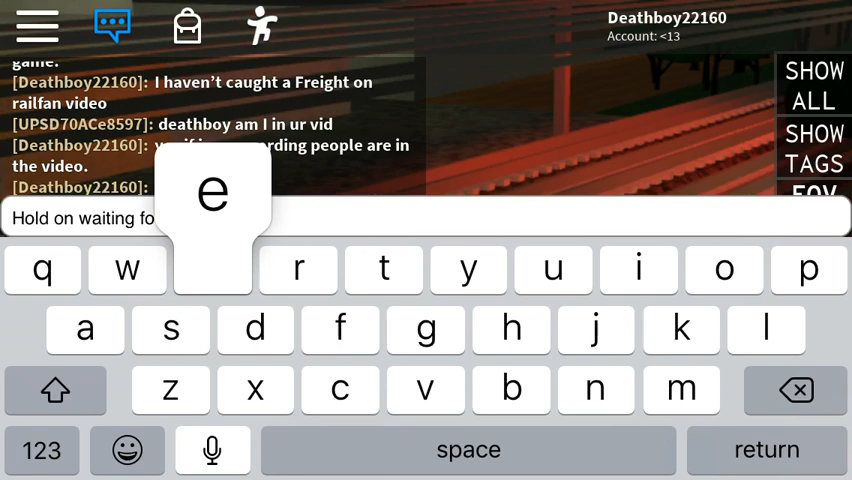 Deathboy22160
Account: <13
game.
[Deathboy22160]: I haven't caught a Freight on
railfan video
[UPSD70ACe8597]: deathboy am I in ur vid
[Deathboy22160]: people are in
the video.
[Deathboy22160]:
SHOW
ALL
SHOW
TAGS
FOV
Hold on waiting fo
e
q w r t y u i o p
a s d f g h j k l
z x c v b n m
123 space return